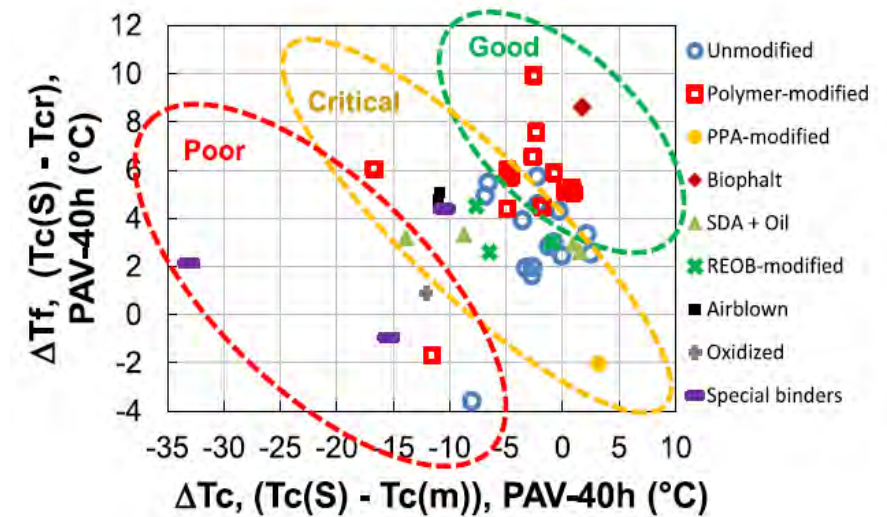 12
10
8
6
4
2
0
-2
-4
Good
Critical
Poor
ΔTf, (Tc(S) - Tcr),
PAV-40h (°C)
-35 -30 -25 -20 -15 -10 -5 0 5 10
ΔTc, (Tc(S) - Tc(m)), PAV-40h (°C)
Unmodified
Polymer-modified
PPA-modified
Biophalt
SDA + Oil
REOB-modified
Airblown
Oxidized
Special binders